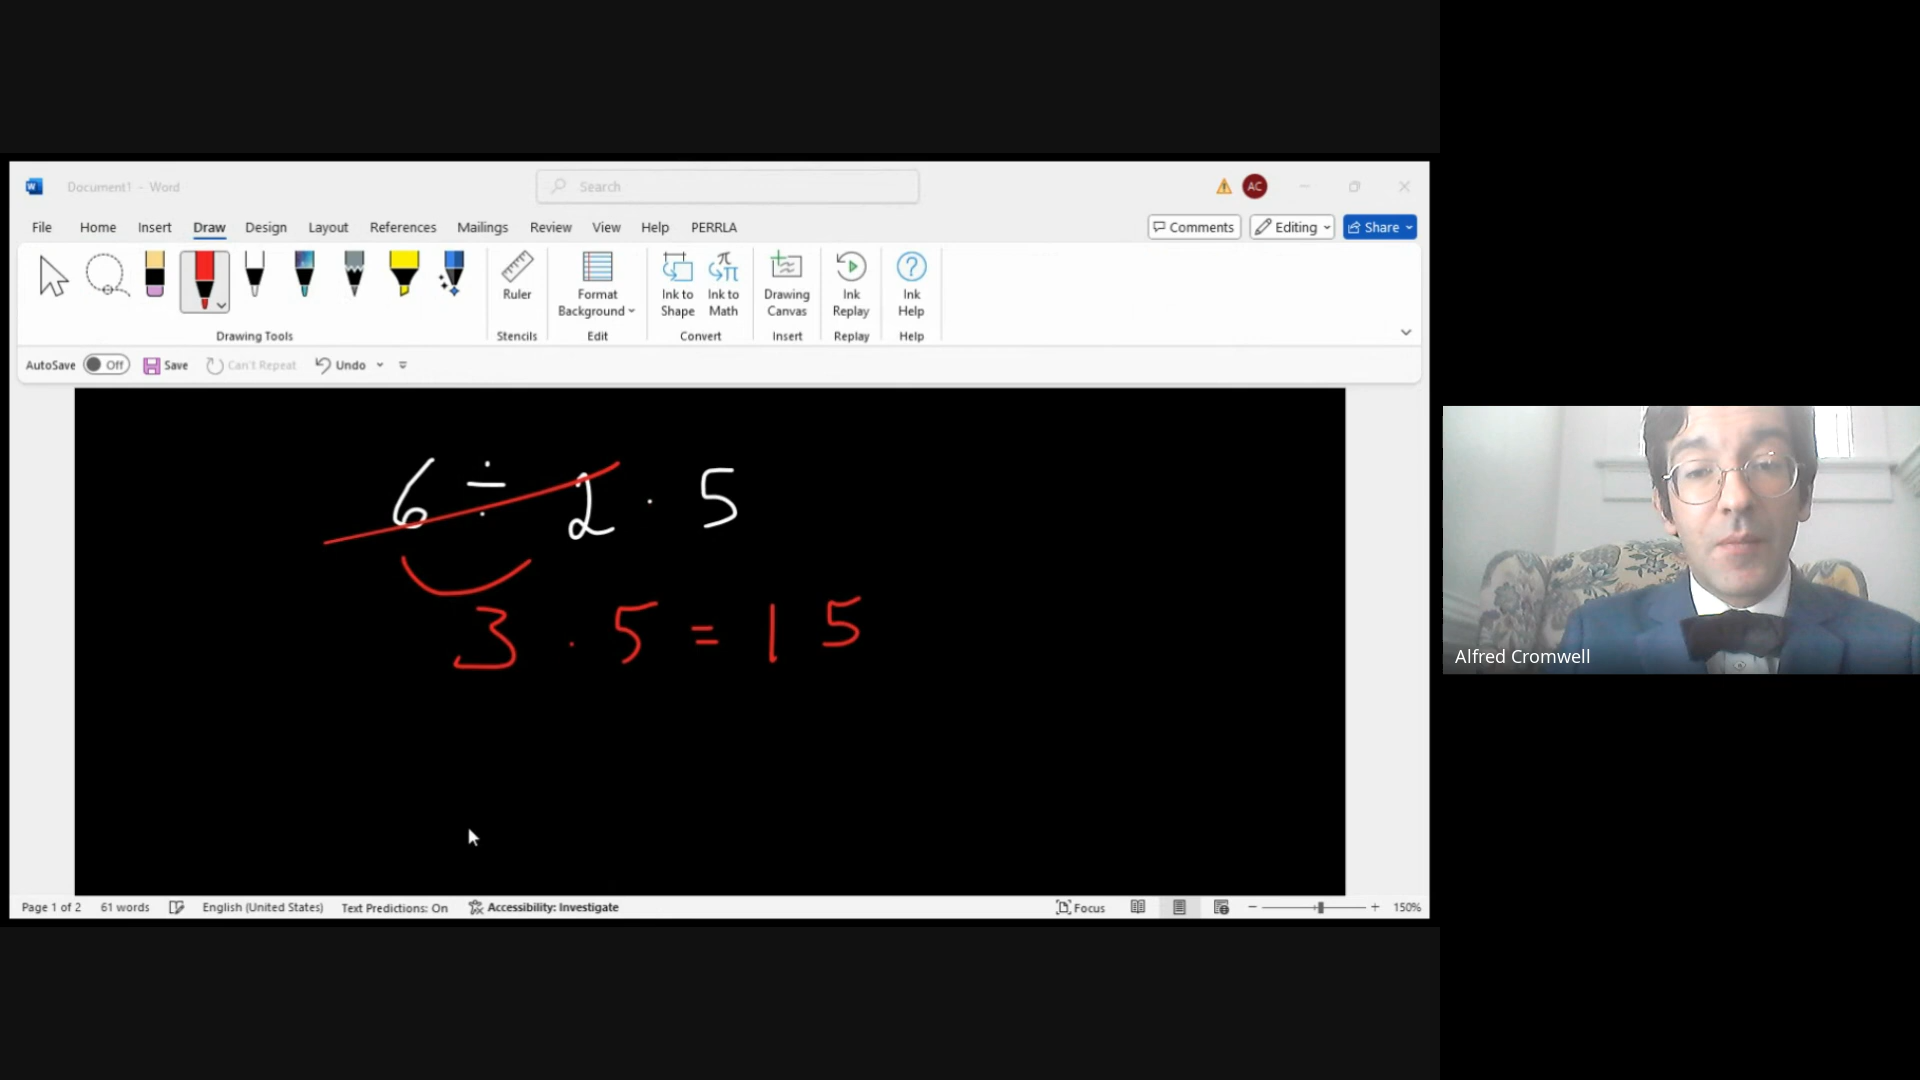 Document1 - Word
Search
AC
File Home Insert Draw Design Layout References Mailings Review View Help PERRLA
Comments Editing Share
Ruler
Format Background
Ink to Shape
Ink to Math
Drawing Canvas
Ink Replay
Ink Help
Drawing Tools Stencils Edit Convert Insert Replay Help
AutoSave Off Save Can't Repeat Undo
6 ÷ 2 · 5
3 · 5 = 15
Alfred Cromwell
Page 1 of 2 61 words English (United States) Text Predictions: On Accessibility: Investigate Focus 150%